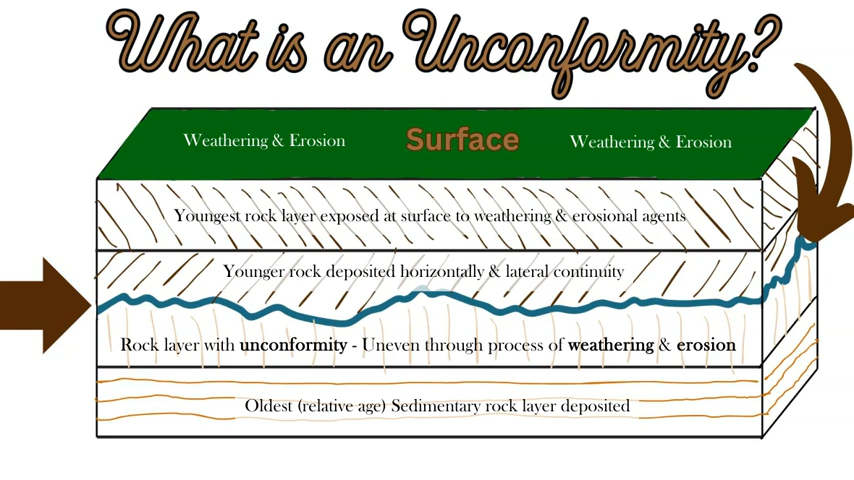 What is an Unconformity?
Weathering & Erosion Surface Weathering & Erosion
Youngest rock layer exposed at surface to weathering & erosional agents
Younger rock deposited horizontally & lateral continuity
Rock layer with unconformity - Uneven through process of weathering & erosion
Oldest (relative age) Sedimentary rock layer deposited